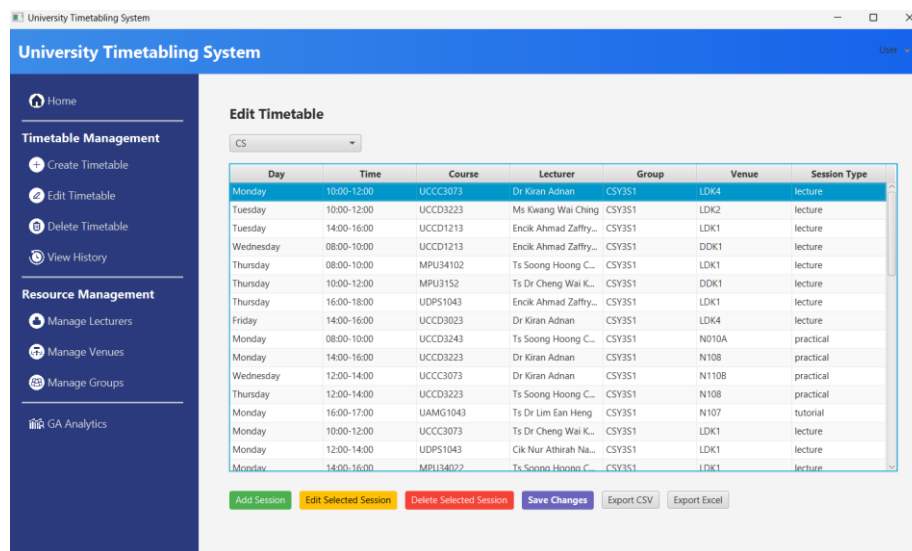 University Timetabling System
University Timetabling System
User
Home
Timetable Management
Create Timetable
Edit Timetable
Delete Timetable
View History
Resource Management
Manage Lecturers
Manage Venues
Manage Groups
GA Analytics
Edit Timetable
CS
Day Time Course Lecturer Group Venue Session Type
Monday 10:00-12:00 UCCC3073 Dr Kiran Adnan CSY3S1 LDK4 lecture
Tuesday 10:00-12:00 UCCD3223 Ms Kwang Wai Ching CSY3S1 LDK2 lecture
Tuesday 14:00-16:00 UCCD1213 Encik Ahmad Zaffry... CSY3S1 LDK1 lecture
Wednesday 08:00-10:00 UCCD1213 Encik Ahmad Zaffry... CSY3S1 DDK1 lecture
Thursday 08:00-10:00 MPU34102 Ts Soong Hoong C... CSY3S1 LDK1 lecture
Thursday 10:00-12:00 MPU3152 Ts Dr Cheng Wai K... CSY3S1 DDK1 lecture
Thursday 16:00-18:00 UDPS1043 Encik Ahmad Zaffry... CSY3S1 LDK1 lecture
Friday 14:00-16:00 UCCD3023 Dr Kiran Adnan CSY3S1 LDK4 lecture
Monday 08:00-10:00 UCCD3243 Ts Soong Hoong C... CSY3S1 N010A practical
Monday 14:00-16:00 UCCD3223 Dr Kiran Adnan CSY3S1 N108 practical
Wednesday 12:00-14:00 UCCC3073 Dr Kiran Adnan CSY3S1 N110B practical
Thursday 12:00-14:00 UCCD3223 Ts Soong Hoong C... CSY3S1 N108 practical
Monday 16:00-17:00 UAMG1043 Ts Dr Lim Ean Heng CSY3S1 N107 tutorial
Monday 10:00-12:00 UCCC3073 Ts Dr Cheng Wai K... CSY3S1 LDK1 lecture
Monday 12:00-14:00 UDPS1043 Cik Nur Athirah Na... CSY3S1 LDK1 lecture
Monday 14:00-16:00 MPU34022 Ts Soong Hoong C... CSY3S1 LDK1 lecture
Add Session Edit Selected Session Delete Selected Session Save Changes Export CSV Export Excel